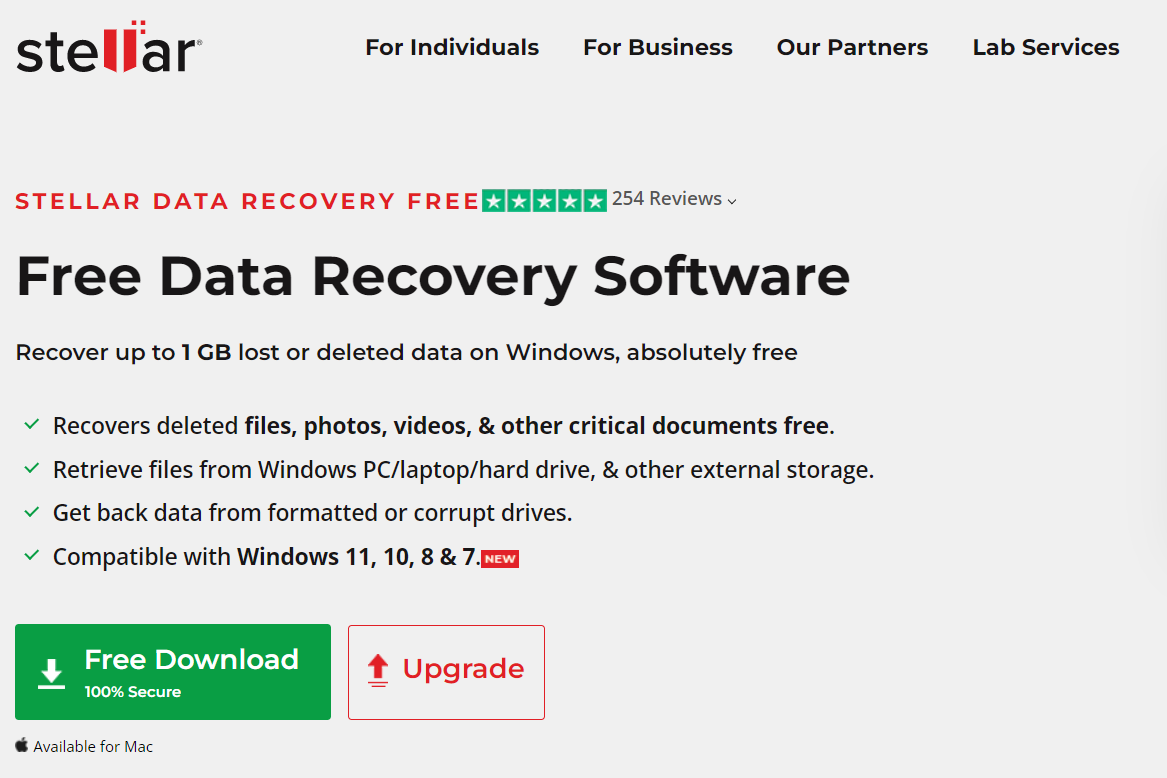 stellar®
For Individuals For Business Our Partners Lab Services
STELLAR DATA RECOVERY FREE 254 Reviews
Free Data Recovery Software
Recover up to 1 GB lost or deleted data on Windows, absolutely free
Recovers deleted files, photos, videos, & other critical documents free.
Retrieve files from Windows PC/laptop/hard drive, & other external storage.
Get back data from formatted or corrupt drives.
Compatible with Windows 11, 10, 8 & 7. NEW
Free Download
100% Secure
Upgrade
Available for Mac